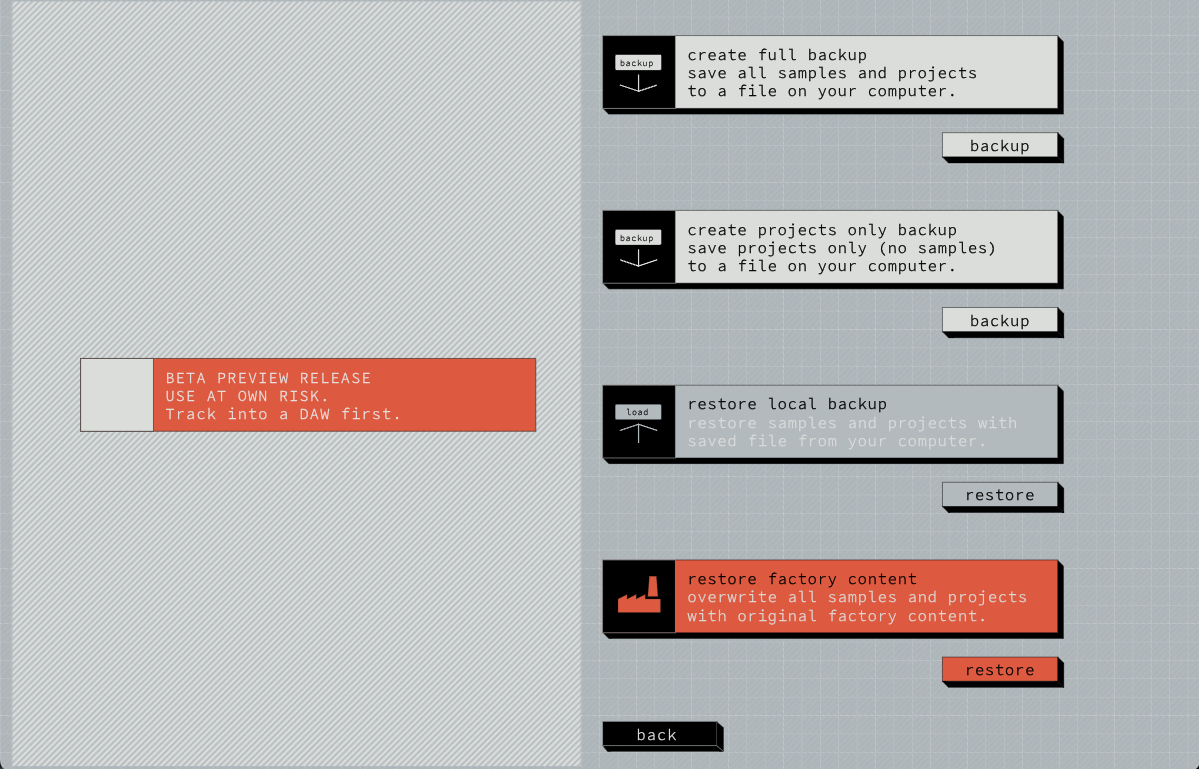 BETA PREVIEW RELEASE
USE AT OWN RISK.
Track into a DAW first.
backup
create full backup
save all samples and projects
to a file on your computer.
backup
backup
create projects only backup
save projects only (no samples)
to a file on your computer.
backup
load
restore local backup
restore samples and projects with
saved file from your computer.
restore
restore factory content
overwrite all samples and projects
with original factory content.
restore
back